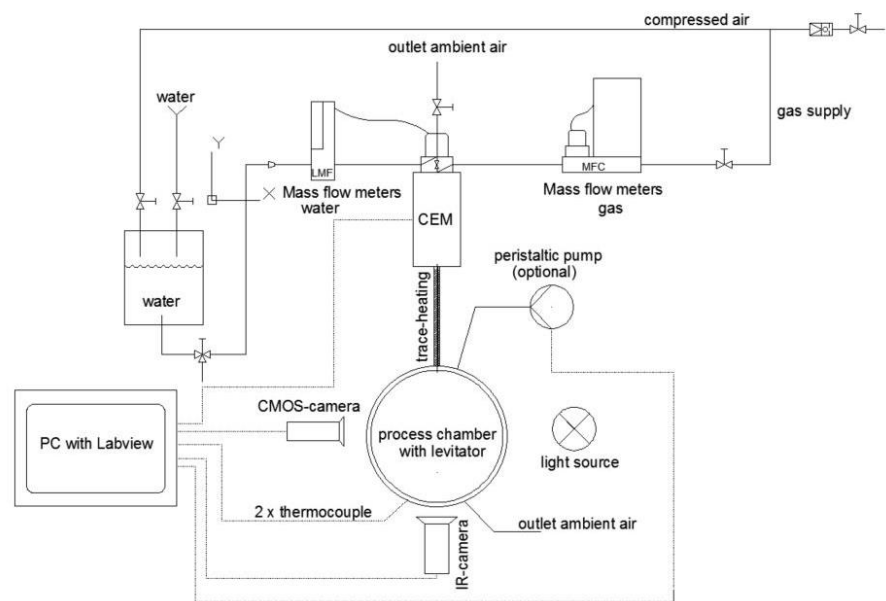 compressed air
outlet ambient air
water
gas supply
LMF
MFC
Mass flow meters
water
Mass flow meters
gas
CEM
peristaltic pump
(optional)
water
trace-heating
CMOS-camera
PC with Labview
process chamber
with levitator
light source
2 x thermocouple
outlet ambient air
IR-camera